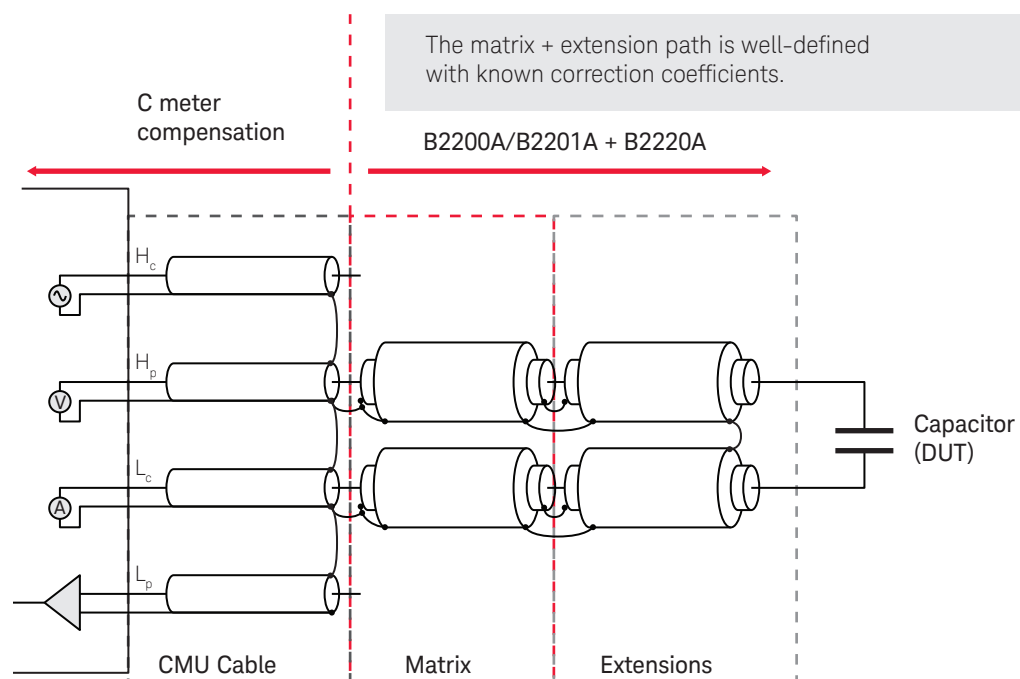 The matrix + extension path is well-defined
with known correction coefficients.
C meter
compensation
B2200A/B2201A + B2220A
Hc
Hp
V
Lc
A
Lp
Capacitor
(DUT)
CMU Cable
Matrix
Extensions